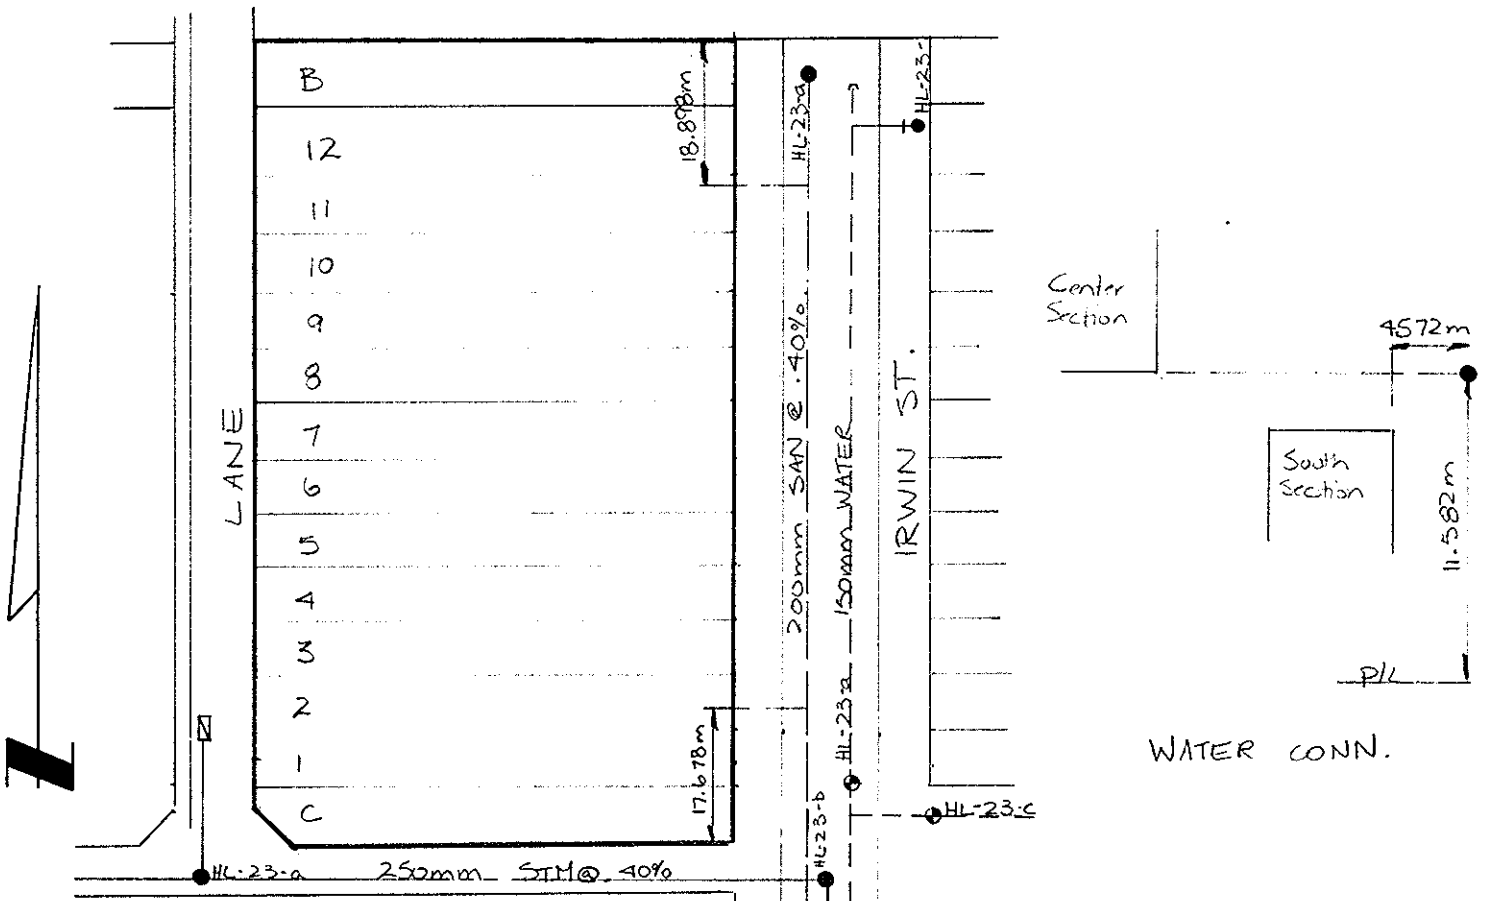 B
12
11
10
9
8
7
6
5
4
3
2
1
C
LANE
18.898m
HL-23-a
HL-23-
200mm SAN @ .40%
150mm WATER
HL-23-a
IRWIN ST.
17.678m
HL-23-b
HL-23-c
HL-23-a
250mm STM@ .40%
Center
Section
4572m
South
Section
11.582m
P/L
WATER CONN.